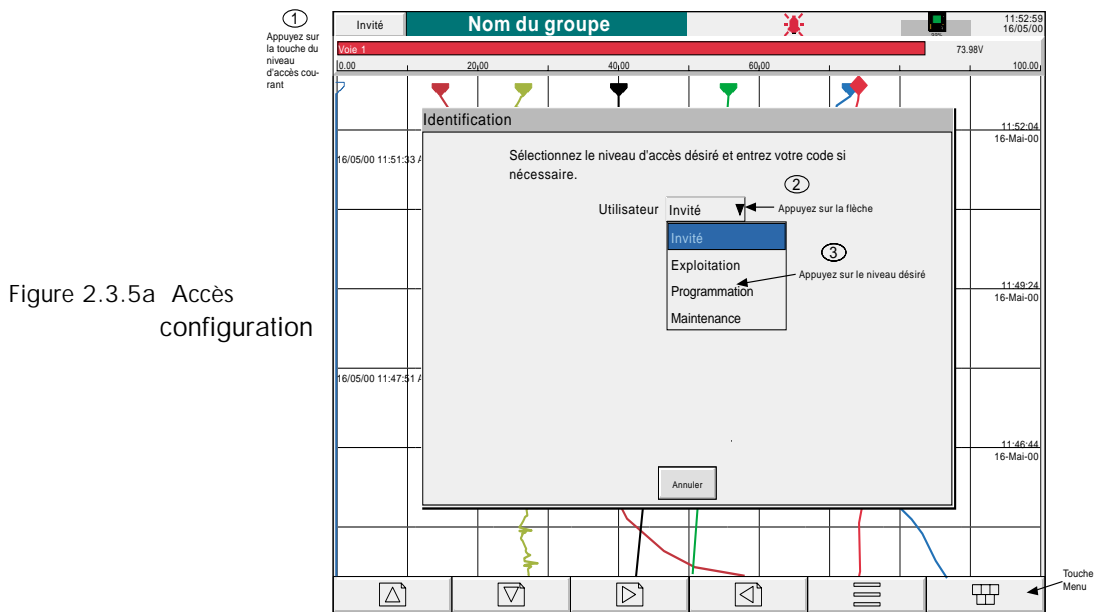 1
Appuyez sur
la touche du
niveau
d'accès cou-
rant
Invité
Nom du groupe
11:52:59
16/05/00
Voie 1
73.98V
0.00
20,00
40,00
60,00
100.00
11:52:04
16-Mai-00
16/05/00 11:51:33
Identification
Sélectionnez le niveau d'accès désiré et entrez votre code si
nécessaire.
2
Utilisateur Invité
Appuyez sur la flèche
Invité
Exploitation
Programmation
Maintenance
3
Appuyez sur le niveau désiré
11:49:24
16-Mai-00
Figure 2.3.5a Accès
configuration
16/05/00 11:47:51
11:46:44
16-Mai-00
Annuler
Touche
Menu